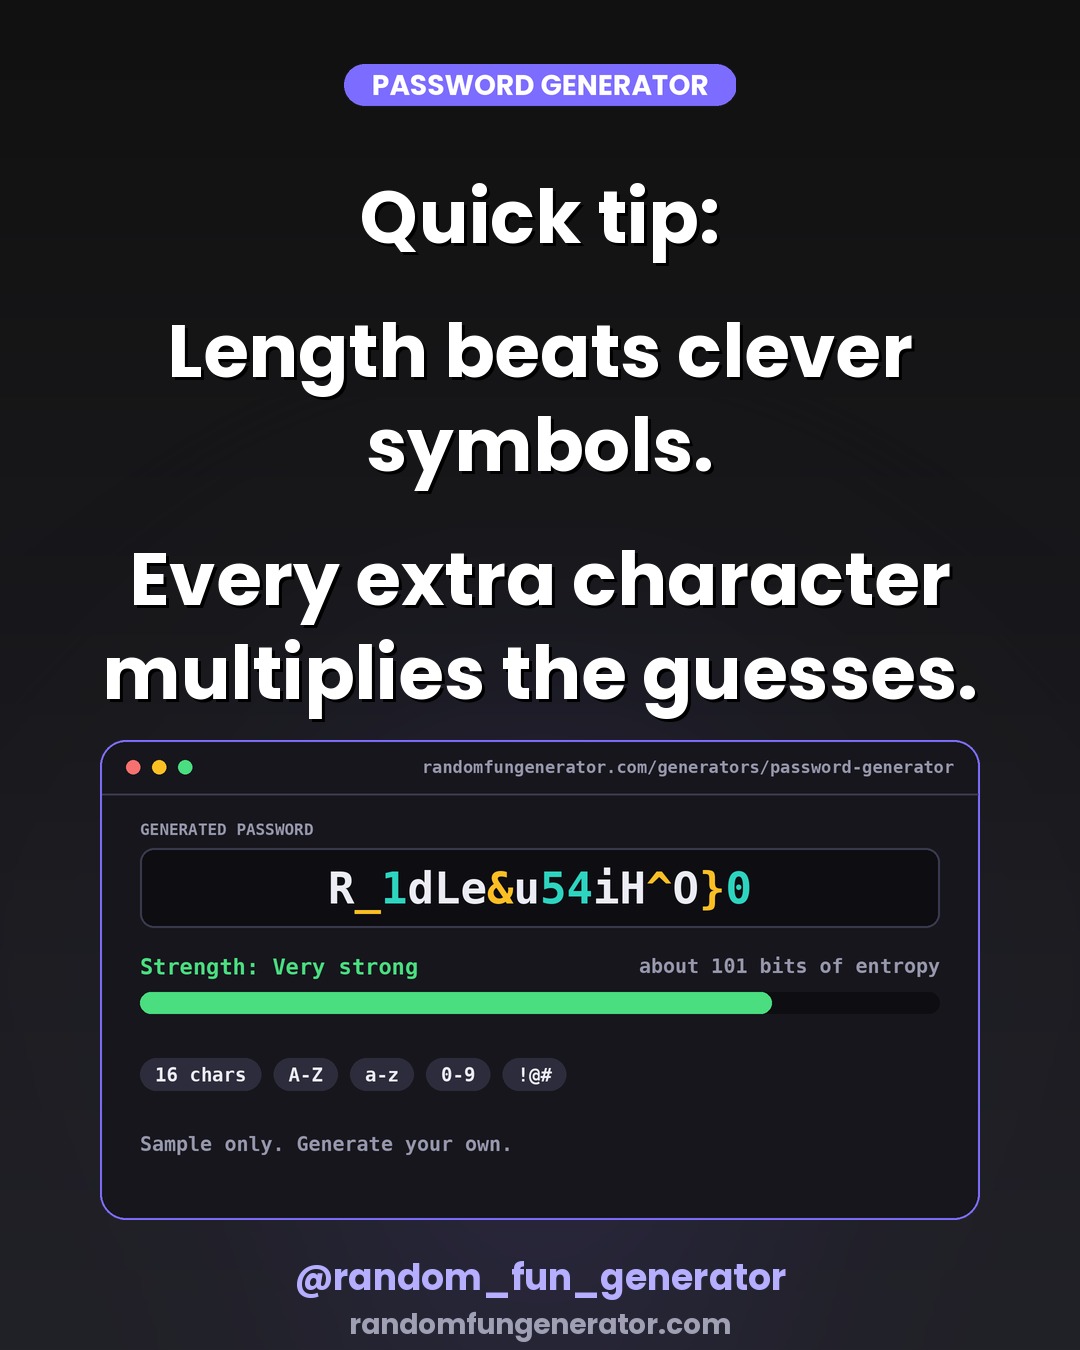 PASSWORD GENERATOR
Quick tip:
Length beats clever
symbols.
Every extra character
multiplies the guesses.
randomfungenerator.com/generators/password-generator
GENERATED PASSWORD
R_1dLe&u54iH^O}0
Strength: Very strong
about 101 bits of entropy
16 chars
A-Z
a-z
0-9
!@#
Sample only. Generate your own.
@random_fun_generator
randomfungenerator.com